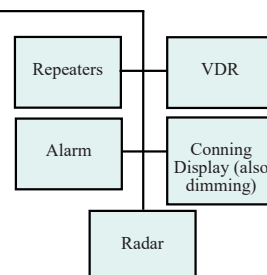 Repeaters
VDR
Alarm
Conning
Display (also
dimming)
Radar